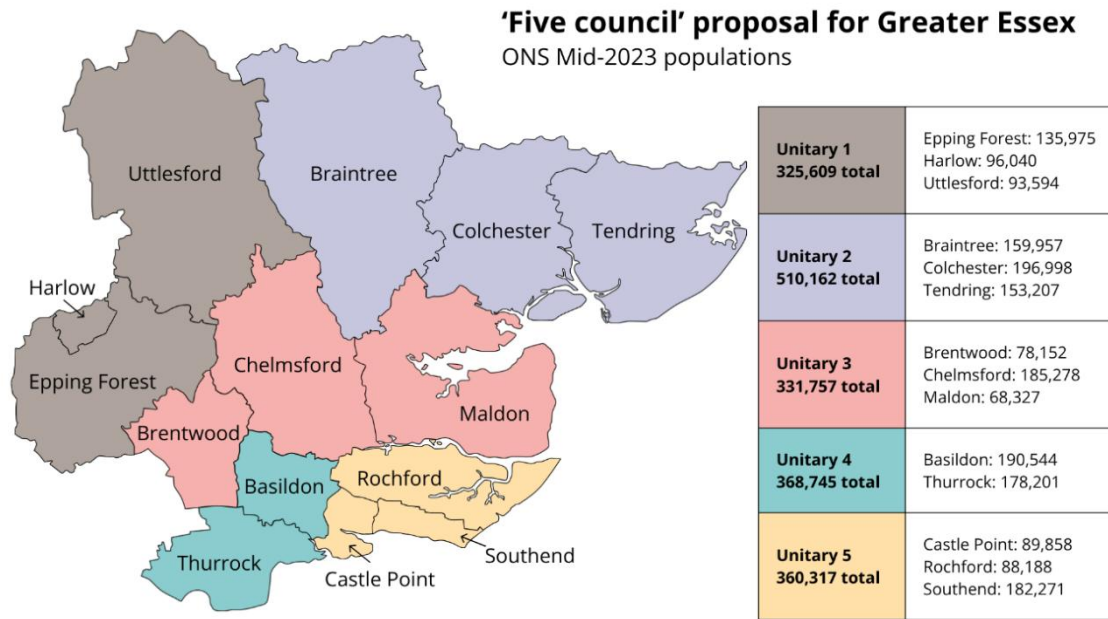 ‘Five council’ proposal for Greater Essex
ONS Mid-2023 populations
Uttlesford
Braintree
Colchester
Tendring
Harlow
Epping Forest
Chelmsford
Maldon
Brentwood
Basildon
Rochford
Southend
Castle Point
Thurrock
Unitary 1
325,609 total
Epping Forest: 135,975
Harlow: 96,040
Uttlesford: 93,594
Unitary 2
510,162 total
Braintree: 159,957
Colchester: 196,998
Tendring: 153,207
Unitary 3
331,757 total
Brentwood: 78,152
Chelmsford: 185,278
Maldon: 68,327
Unitary 4
368,745 total
Basildon: 190,544
Thurrock: 178,201
Unitary 5
360,317 total
Castle Point: 89,858
Rochford: 88,188
Southend: 182,271